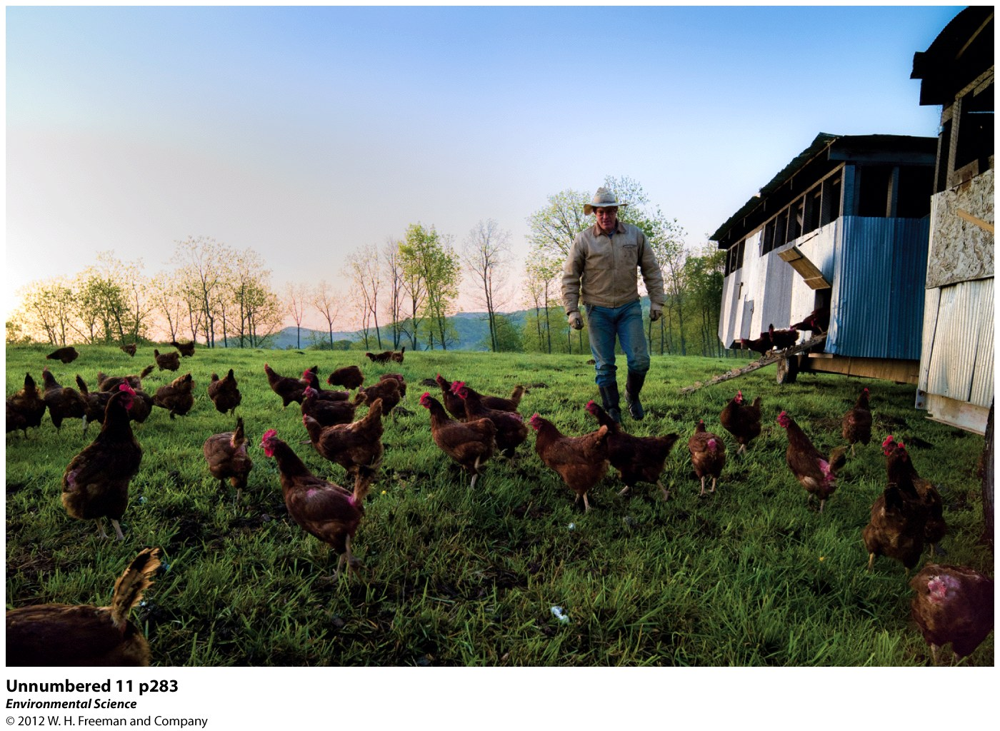 Unnumbered 11 p283
Environmental Science
© 2012 W. H. Freeman and Company